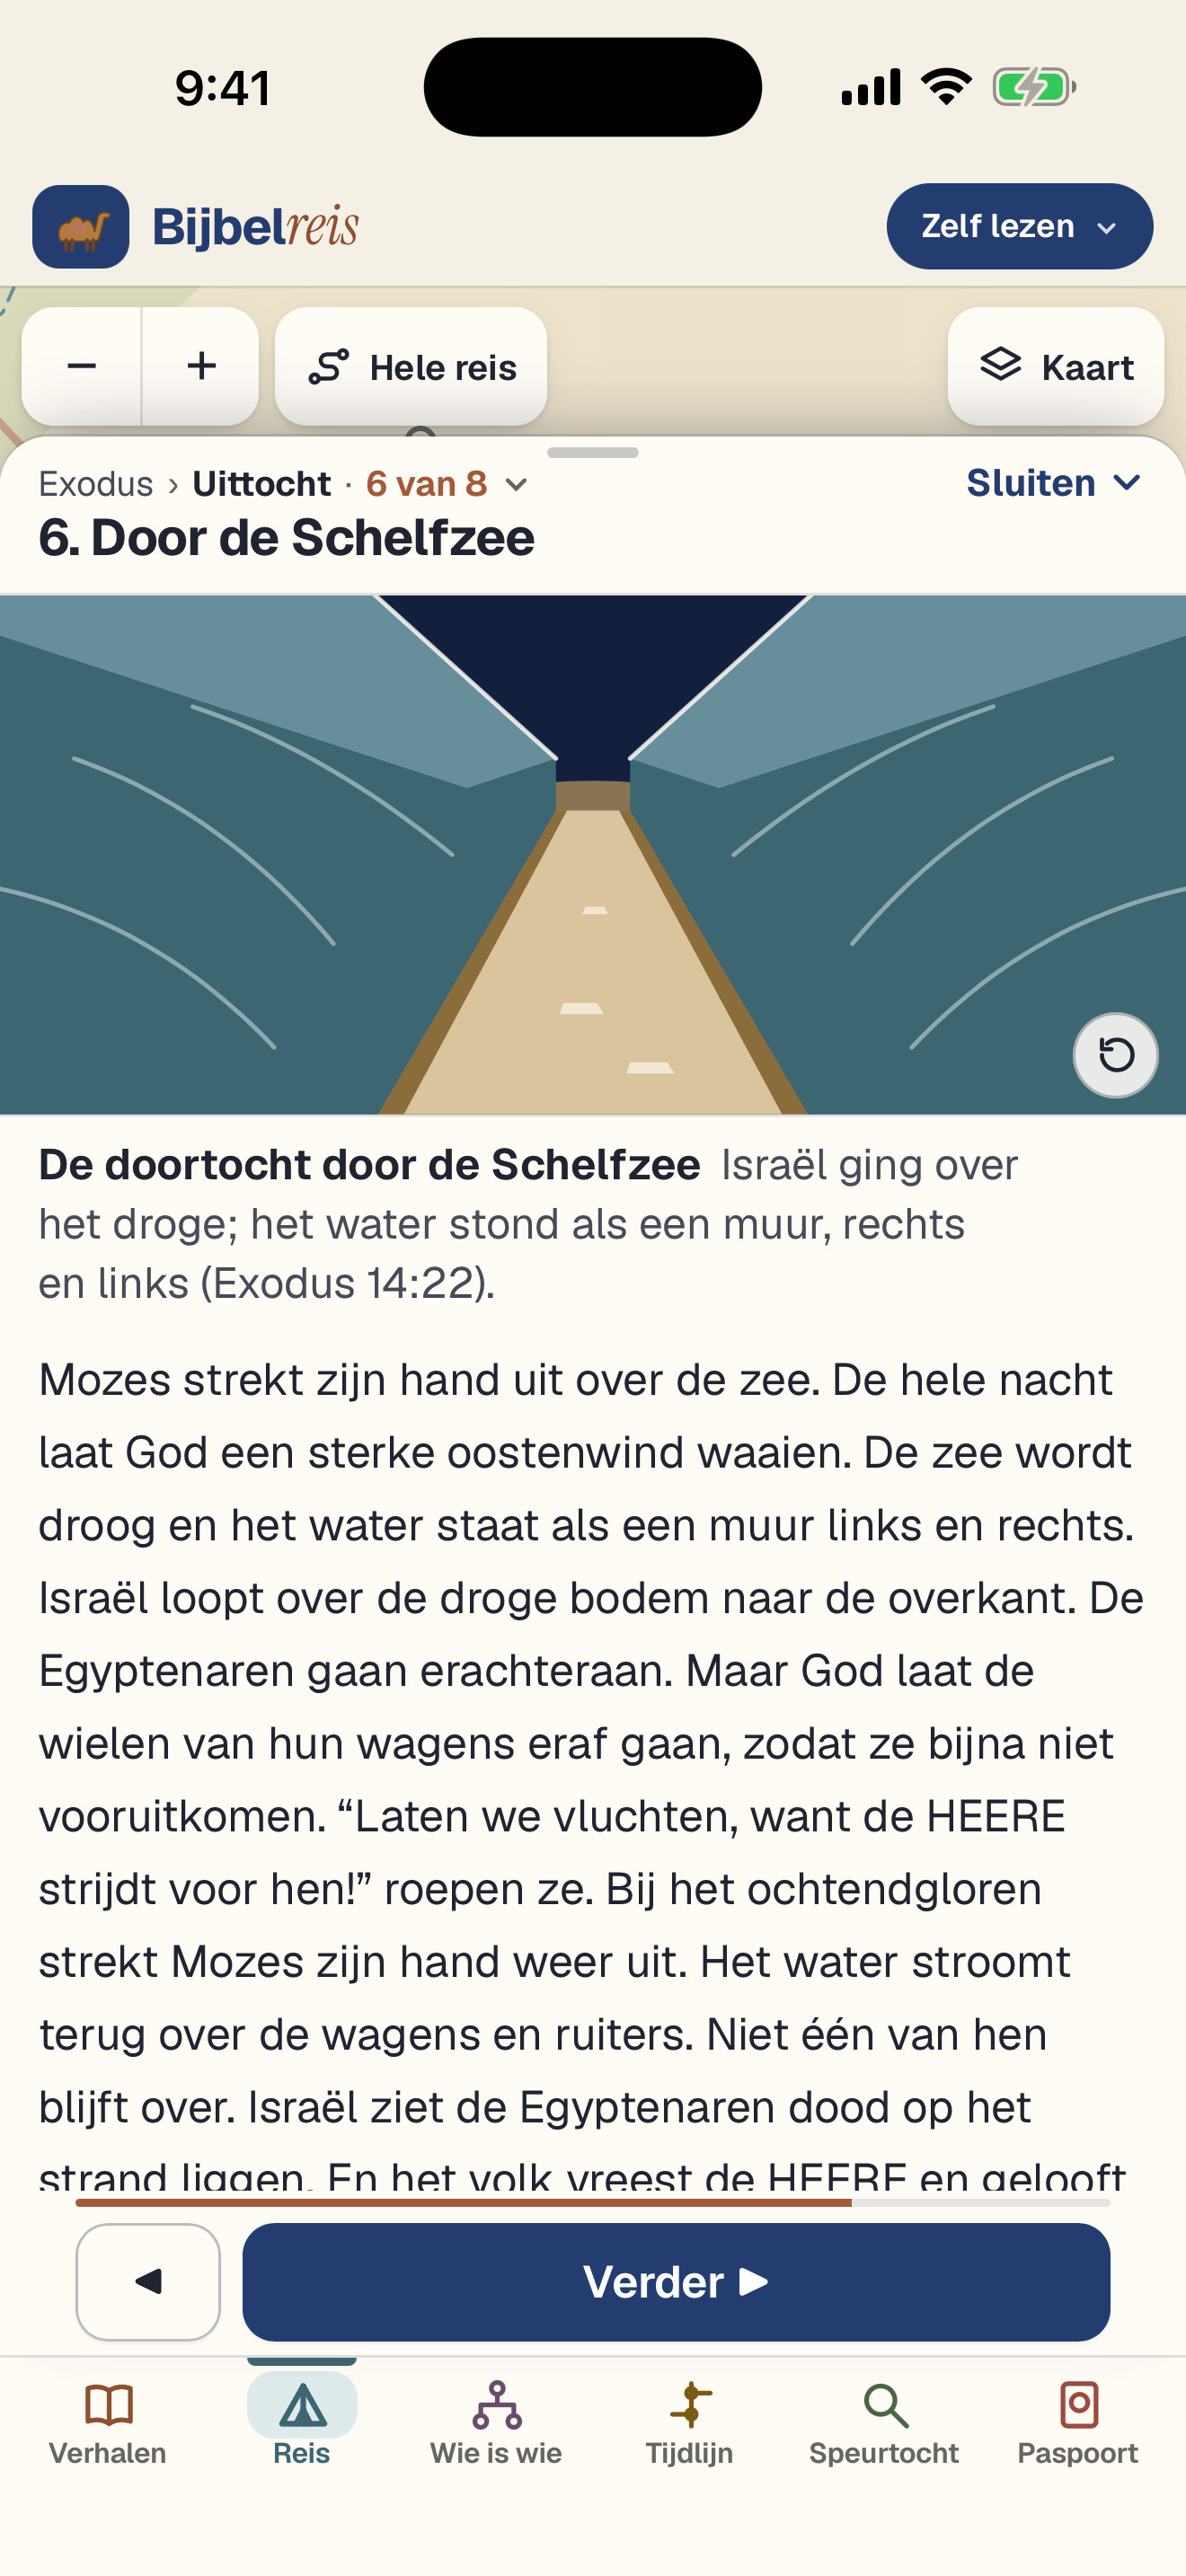 9:41
Bijbelreis
Zelf lezen
− + Hele reis Kaart
Exodus › Uittocht · 6 van 8 Sluiten
6. Door de Schelfzee
De doortocht door de Schelfzee Israël ging over
het droge; het water stond als een muur, rechts
en links (Exodus 14:22).
Mozes strekt zijn hand uit over de zee. De hele nacht
laat God een sterke oostenwind waaien. De zee wordt
droog en het water staat als een muur links en rechts.
Israël loopt over de droge bodem naar de overkant. De
Egyptenaren gaan erachteraan. Maar God laat de
wielen van hun wagens eraf gaan, zodat ze bijna niet
vooruitkomen. “Laten we vluchten, want de HEERE
strijdt voor hen!” roepen ze. Bij het ochtendgloren
strekt Mozes zijn hand weer uit. Het water stroomt
terug over de wagens en ruiters. Niet één van hen
blijft over. Israël ziet de Egyptenaren dood op het
strand liggen. En het volk vreest de HEERE en gelooft
Verder
Verhalen Reis Wie is wie Tijdlijn Speurtocht Paspoort